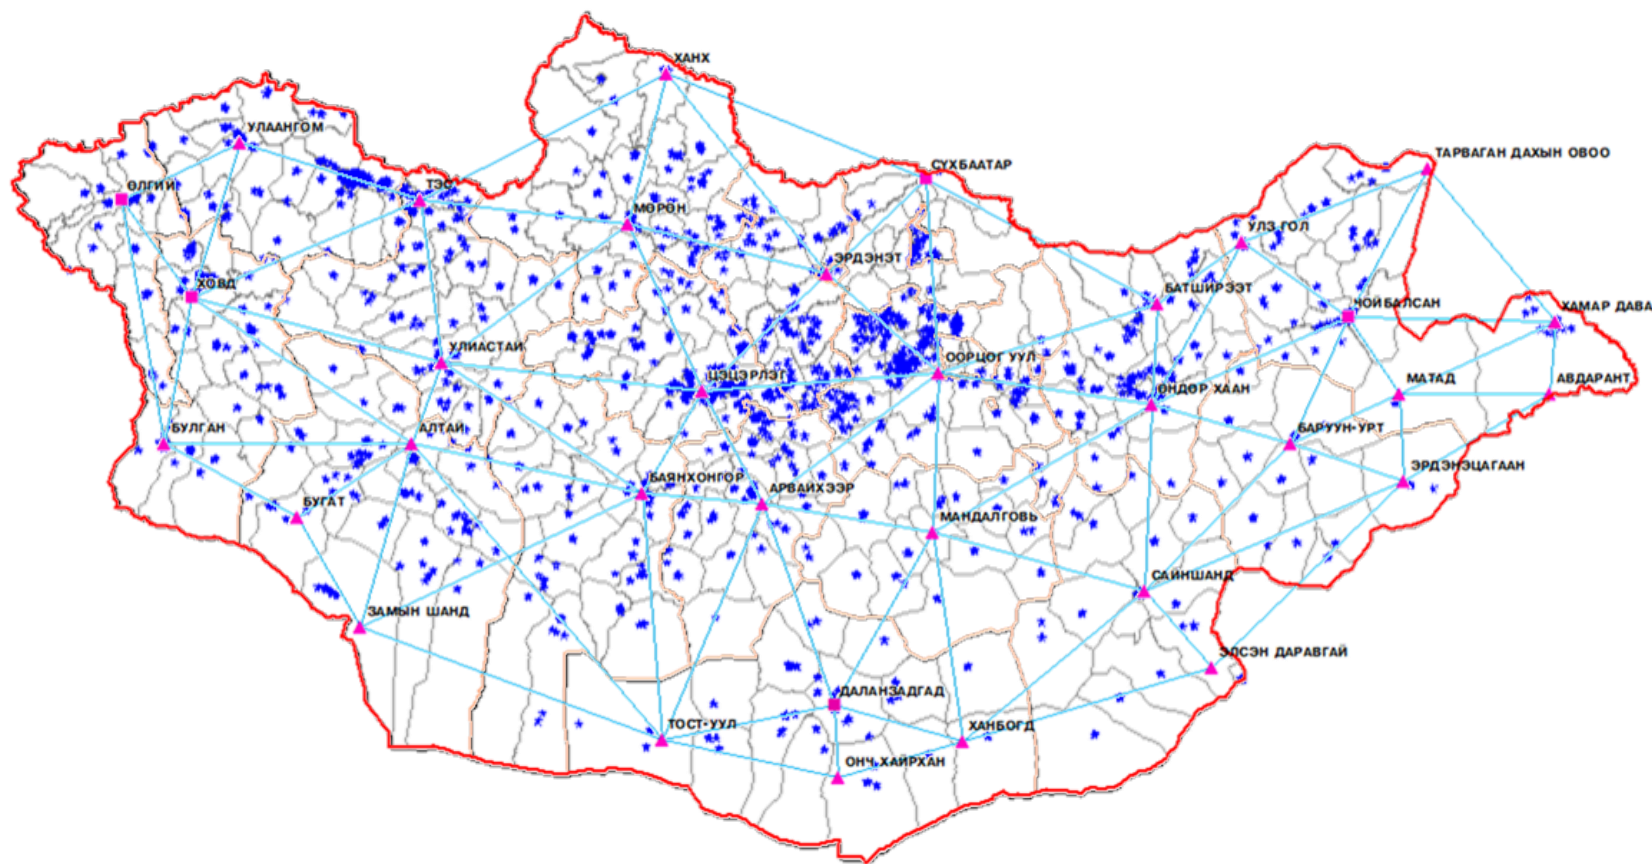 ХАНХ
УЛААНГОМ
ТАРВАГАН ДАХЫН ОВОО
СҮХБААТАР
ӨЛГИЙ
ТЭС
МӨРӨН
УЛЗ ГОЛ
ЭРДЭНЭТ
ХОВД
БАТШИРЭЭТ
ЧОЙБАЛСАН
ХАМАР ДАВА
УЛИАСТАЙ
ООРЦОГ УУЛ
ЦЭЦЭРЛЭГ
ӨНДӨР ХААН
МАТАД
АВДАРАНТ
БУЛГАН
АЛТАЙ
БАРУУН-УРТ
ЭРДЭНЭЦАГААН
БАЯНХОНГОР
АРВАЙХЭЭР
БУГАТ
МАНДАЛГОВЬ
САЙНШАНД
ЗАМЫН ШАНД
ЭЛСЭН ДАРАВГАЙ
ДАЛАНЗАДГАД
ТОСТ-УУЛ
ХАНБОГД
ОНЧ ХАЙРХАН